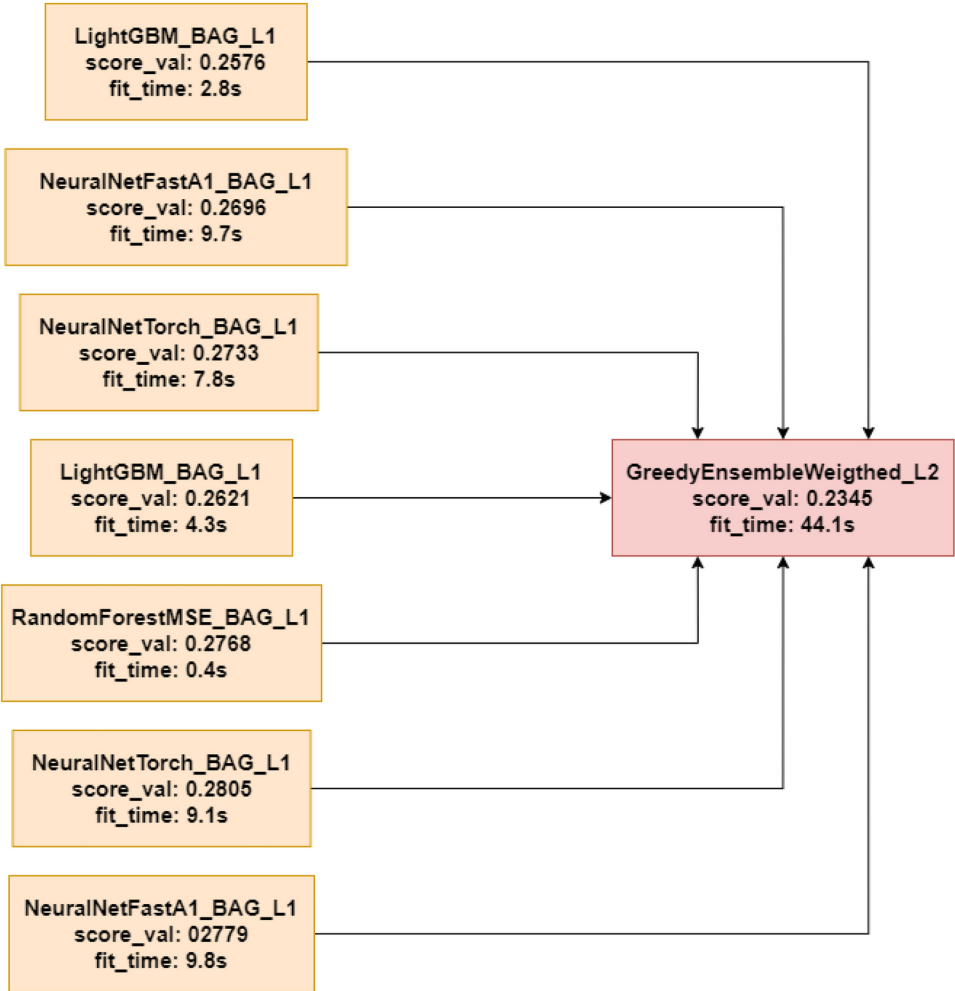 LightGBM_BAG_L1
score_val: 0.2576
fit_time: 2.8s
NeuralNetFastA1_BAG_L1
score_val: 0.2696
fit_time: 9.7s
NeuralNetTorch_BAG_L1
score_val: 0.2733
fit_time: 7.8s
LightGBM_BAG_L1
score_val: 0.2621
fit_time: 4.3s
GreedyEnsembleWeigthed_L2
score_val: 0.2345
fit_time: 44.1s
RandomForestMSE_BAG_L1
score_val: 0.2768
fit_time: 0.4s
NeuralNetTorch_BAG_L1
score_val: 0.2805
fit_time: 9.1s
NeuralNetFastA1_BAG_L1
score_val: 02779
fit_time: 9.8s